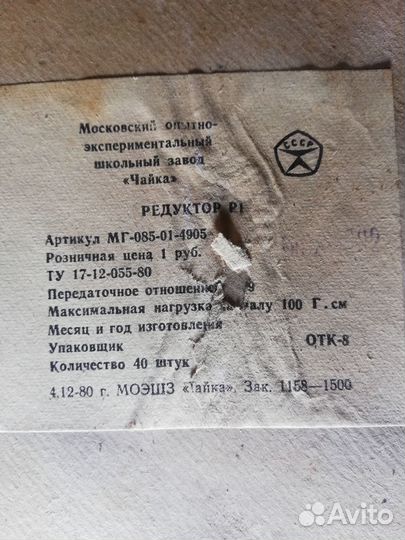 Московский опытно-
экспериментальный
школьный завод
«Чайка»
СССР
РЕДУКТОР Р1
Артикул МГ-085-01-4905
Розничная цена 1 руб.
ТУ 17-12-055-80
Передаточное отношение 9
Максимальная нагрузка валу 100 Г. см
Месяц и год изготовления
Упаковщик ОТК-8
Количество 40 штук
4.12-80 г. МОЭШЗ «Чайка». Зак. 1158—1500
Avito